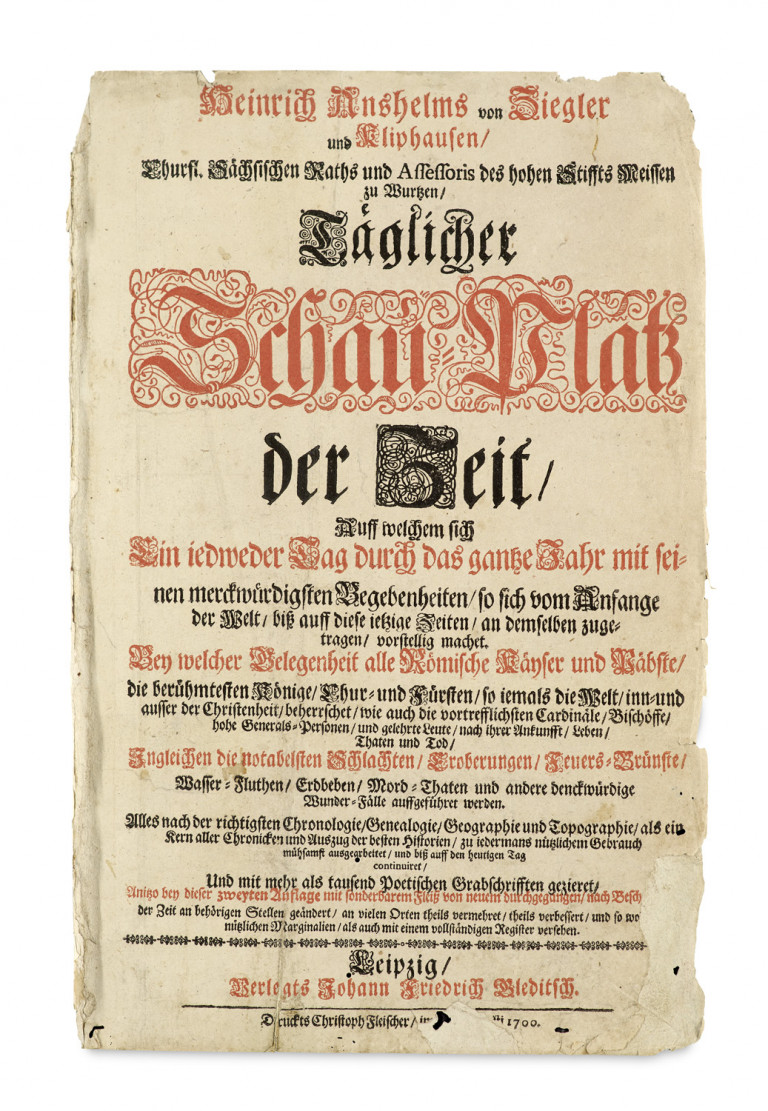 Heinrich Anshelms von Ziegler
und Kliphausen/
Churfl. Sächsischen Raths und Assessoris des hohen Stiffts Meissen
zu Wurtzen/
Täglicher
Schau-Platz
der Zeit/
Auff welchem sich
Ein iedweder Tag durch das gantze Jahr mit sei-
nen merckwürdigsten Begebenheiten/ so sich vom Anfange
der Welt/ biß auff diese ietzige Zeiten/ an demselben zuge-
tragen/ vorstellig machet.
Bey welcher Gelegenheit alle Römische Käyser und Päbste/
die berühmtesten Könige/ Chur- und Fürsten/ so iemals die Welt/ inn- und
ausser der Christenheit/ beherrschet/ wie auch die vortrefflichsten Cardinäle/ Bischöffe/
hohe Generals-Personen/ und gelehrte Leute/ nach ihrer Ankunfft/ Leben/
Thaten und Tod/
Ingleichen die notabelsten Schlachten/ Eroberungen/ Feuers-Brünste/
Wasser-Fluthen/ Erdbeben/ Mord-Thaten und andere denckwürdige
Wunder-Fälle auffgeführet werden.
Alles nach der richtigsten Chronologie/ Genealogie/ Geographie und Topographie/ als ein
Kern aller Chronicken und Auszug der besten Historien/ zu iedermans nützlichem Gebrauch
mühsamst ausgearbeitet/ und biß auff den heutigen Tag
continuiret/
Und mit mehr als tausend Poetischen Grabschrifften gezieret/
Anitzo bey dieser zweyten Auflage mit sonderbarem Fleiß von neuem durchgegangen/ nach Besch
der Zeit an behörigen Stellen geändert/ an vielen Orten theils vermehret/ theils verbessert/ und so wo
nützlichen Marginalien/ als auch mit einem vollständigen Register versehen.
Leipzig/
Verlegts Johann Friedrich Gleditsch.
Druckts Christoph Fleischer/ 1700.